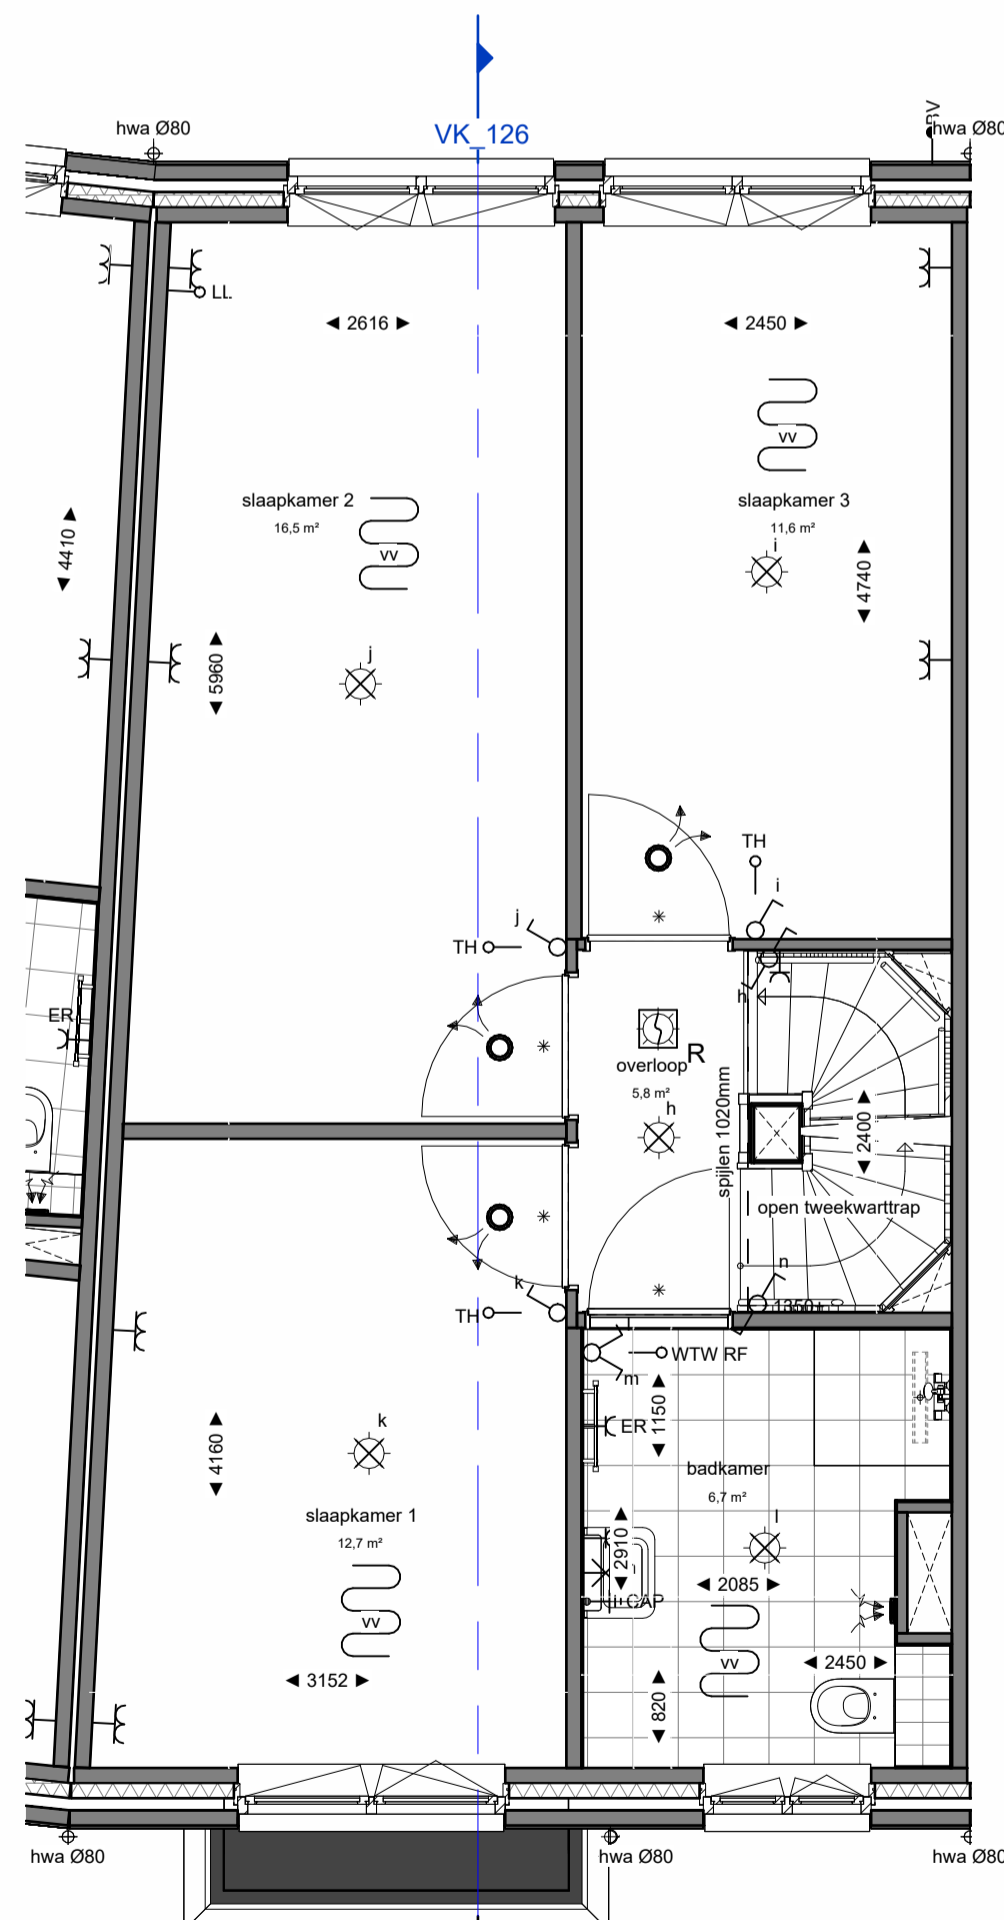 hwa Ø80
VK_126
hwa Ø80
LL
2616
2450
vv
slaapkamer 2
16,5 m²
slaapkamer 3
11,6 m²
vv
i
4410
4740
5960
j
TH
i
j
TH
h
ER
R
overloop
5,8 m²
h
spijlen 1020mm
2400
open tweekwarttrap
n
k
TH
1350+
WTW RF
m
1150
ER
k
4160
badkamer
6,7 m²
slaapkamer 1
12,7 m²
l
2910
2085
CAP
vv
vv
2450
3152
820
hwa Ø80
hwa Ø80
hwa Ø80